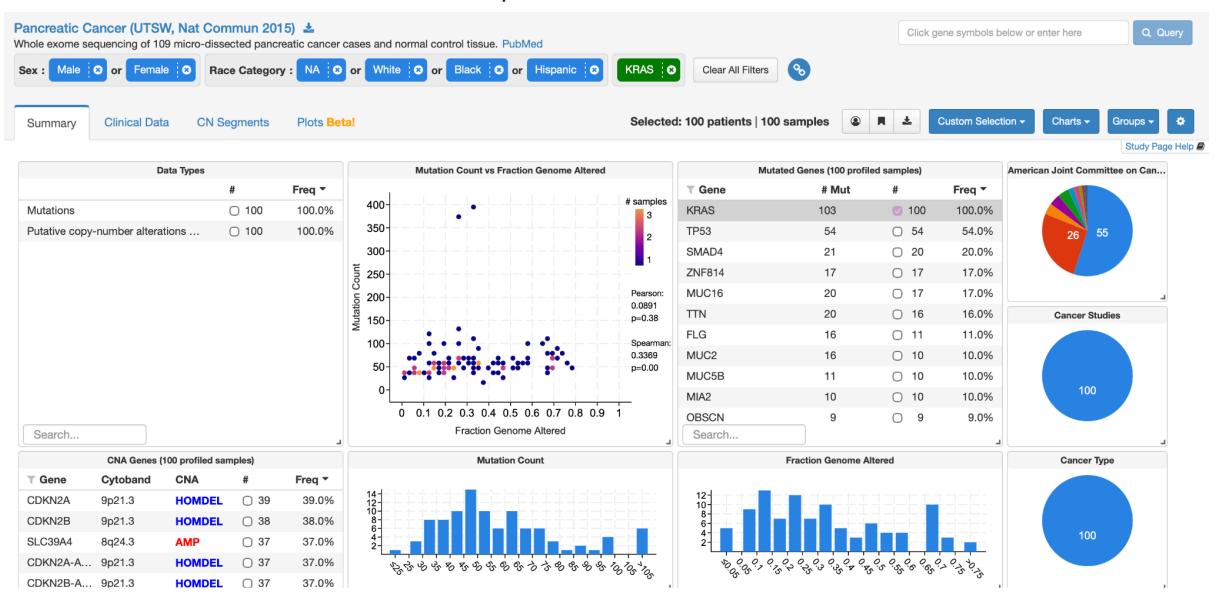 Pancreatic Cancer (UTSW, Nat Commun 2015)
Whole exome sequencing of 109 micro-dissected pancreatic cancer cases and normal control tissue. PubMed
Click gene symbols below or enter here
Query
Sex : Male or Female Race Category : NA or White or Black or Hispanic KRAS Clear All Filters
Summary Clinical Data CN Segments Plots Beta!
Selected: 100 patients | 100 samples
Custom Selection Charts Groups
Study Page Help
Data Types
# Freq
Mutations 100 100.0%
Putative copy-number alterations ... 100 100.0%
Search...
Mutation Count vs Fraction Genome Altered
400
350
300
250
200
150
100
50
0
Mutation Count
0 0.1 0.2 0.3 0.4 0.5 0.6 0.7 0.8 0.9 1
Fraction Genome Altered
# samples
3
2
1
Pearson:
0.0891
p=0.38
Spearman:
0.3369
p=0.00
Mutated Genes (100 profiled samples)
Gene # Mut # Freq
KRAS 103 100 100.0%
TP53 54 54 54.0%
SMAD4 21 20 20.0%
ZNF814 17 17 17.0%
MUC16 20 17 17.0%
TTN 20 16 16.0%
FLG 16 11 11.0%
MUC2 16 10 10.0%
MUC5B 11 10 10.0%
MIA2 10 10 10.0%
OBSCN 9 9 9.0%
Search...
American Joint Committee on Can...
26 55
Cancer Studies
100
CNA Genes (100 profiled samples)
Gene Cytoband CNA # Freq
CDKN2A 9p21.3 HOMDEL 39 39.0%
CDKN2B 9p21.3 HOMDEL 38 38.0%
SLC39A4 8q24.3 AMP 37 37.0%
CDKN2A-A... 9p21.3 HOMDEL 37 37.0%
CDKN2B-A... 9p21.3 HOMDEL 37 37.0%
Mutation Count
14
12
10
8
6
4
2
≤25 25 30 35 40 45 50 55 60 65 70 75 80 85 90 95 100 105 >105
Fraction Genome Altered
12
10
8
6
4
2
≤0.05 0.05 0.1 0.15 0.2 0.25 0.3 0.35 0.4 0.45 0.5 0.55 0.6 0.65 0.7 0.75 >0.75
Cancer Type
100